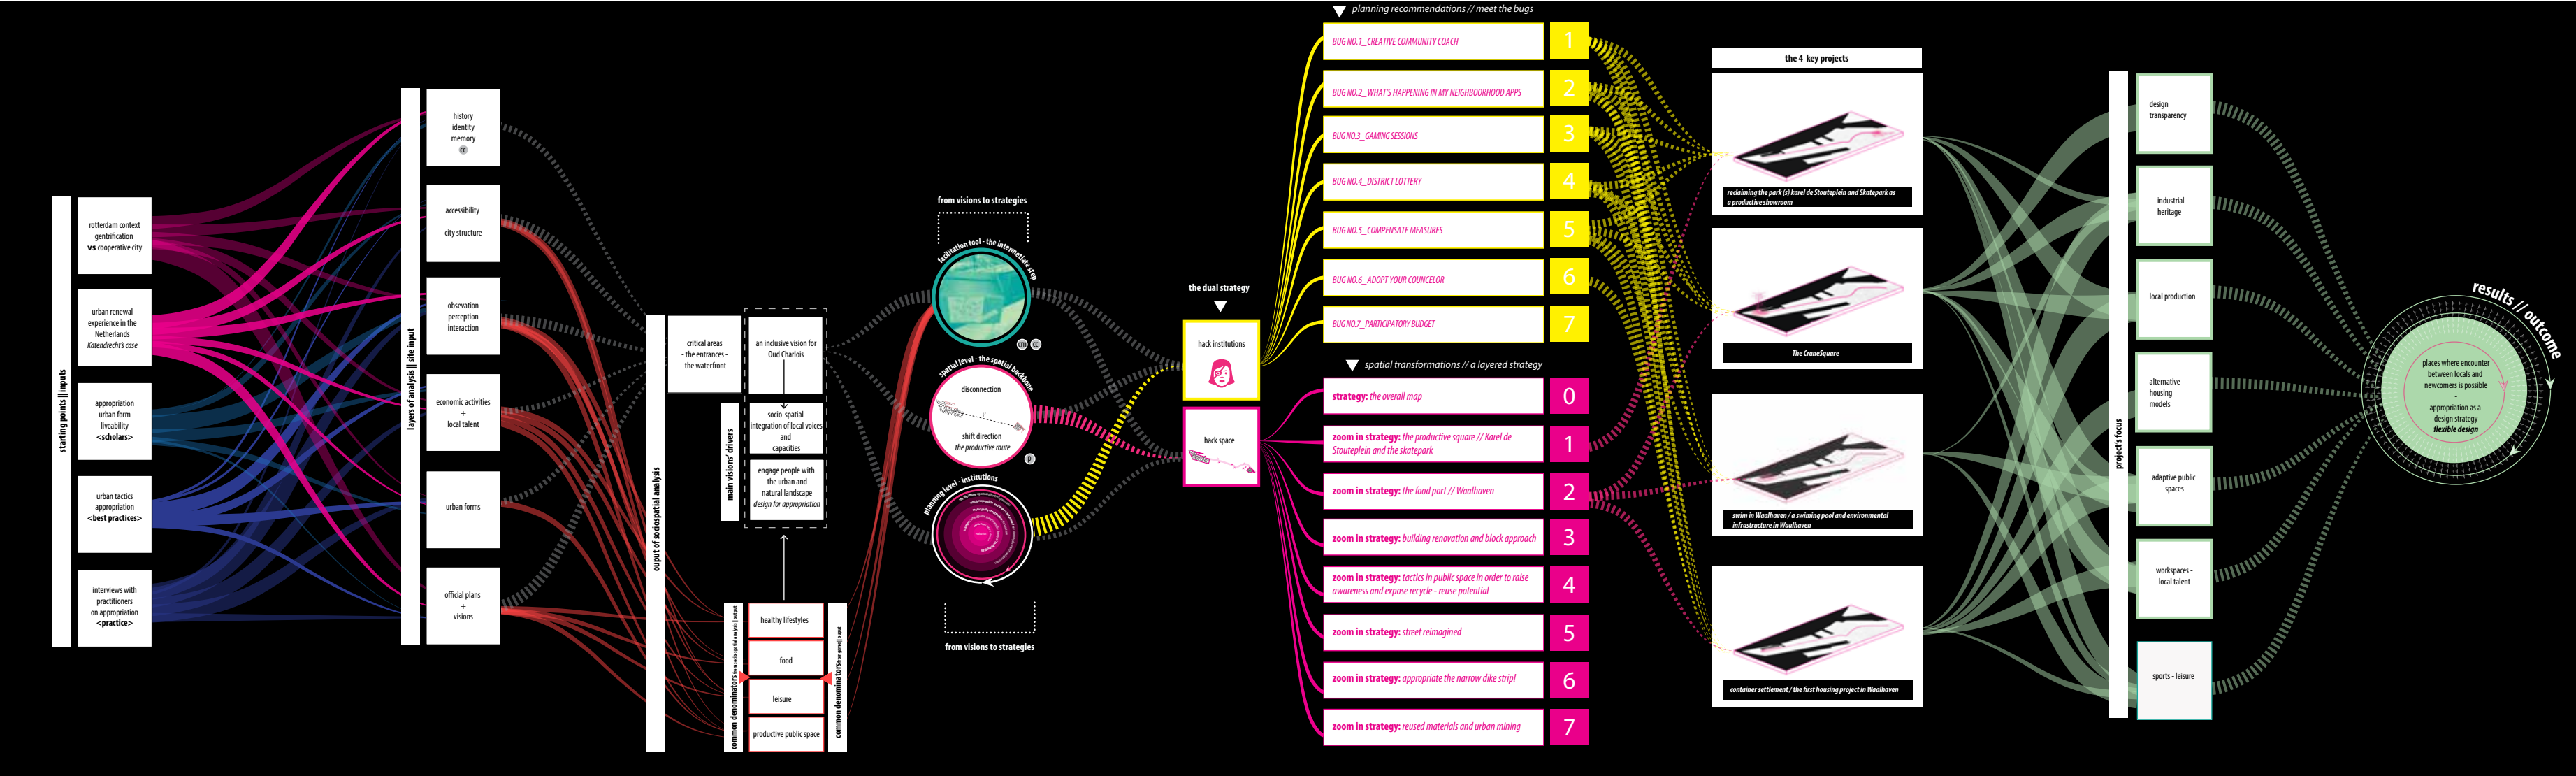 starting points || inputs
rotterdam context
gentrification
vs cooperative city
urban renewal
experience in the
Netherlands
Katendrecht's case
appropriation
urban form
liveability
<scholars>
urban tactics
appropriation
<best practices>
interviews with
practitioners
on appropriation
<practice>
layers of analysis || site input
history
identity
memory
cc
accessibility
-
city structure
obsevation
perception
interaction
economic activities
+
local talent
urban forms
official plans
+
visions
ouput of sociospatial analysis
critical areas
- the entrances -
- the waterfront-
main visions' drivers
an inclusive vision for
Oud Charlois
socio-spatial
integration of local voices
and
capacities
engage people with
the urban and
natural landscape
design for appropriation
common denominators
healthy lifestyles
food
leisure
productive public space
common denominators
from visions to strategies
facilitation tool - the intermetiate step
cm cc
spatial level - the spatial backbone
disconnection
shift direction
the productive route
p
planning level - institutions
from visions to strategies
the dual strategy
hack institutions
hack space
planning recommendations // meet the bugs
BUG NO.1_CREATIVE COMMUNITY COACH
1
BUG NO.2_WHAT'S HAPPENING IN MY NEIGHBOORHOOD APPS
2
BUG NO.3_GAMING SESSIONS
3
BUG NO.4_DISTRICT LOTTERY
4
BUG NO.5_COMPENSATE MEASURES
5
BUG NO.6_ADOPT YOUR COUNCELOR
6
BUG NO.7_PARTICIPATORY BUDGET
7
spatial transformations // a layered strategy
strategy: the overall map
0
zoom in strategy: the productive square // Karel de
Stouteplein and the skatepark
1
zoom in strategy: the food port // Waalhaven
2
zoom in strategy: building renovation and block approach
3
zoom in strategy: tactics in public space in order to raise
awareness and expose recycle - reuse potential
4
zoom in strategy: street reimagined
5
zoom in strategy: appropriate the narrow dike strip!
6
zoom in strategy: reused materials and urban mining
7
the 4 key projects
reclaiming the park (s) karel de Stouteplein and Skatepark as
a productive showroom
The CraneSquare
swim in Waalhaven / a swiming pool and environmental
infrastructure in Waalhaven
container settlement / the first housing project in Waalhaven
project's focus
design
transparency
industrial
heritage
local production
alternative
housing
models
adaptive public
spaces
workspaces -
local talent
sports - leisure
results // outcome
places where encounter
between locals and
newcomers is possible
-
appropriation as a
design strategy
flexible design